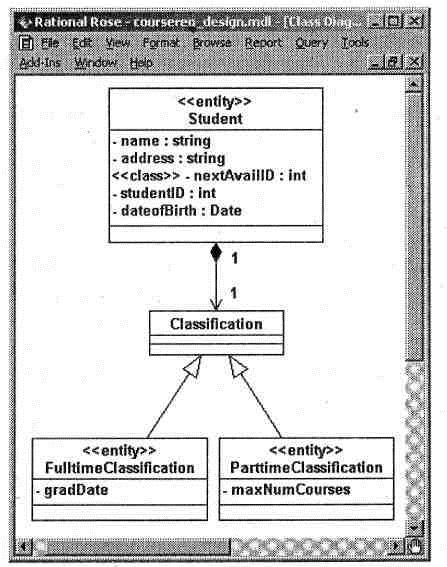 Rational Rose - coursereg_design.mdl - [Class Diag...
File Edit View Format Browse Report Query Tools
Add-Ins Window Help
<<entity>>
Student
- name : string
- address : string
<<class>> - nextAvailID : int
- studentID : int
- dateofBirth : Date
1
1
Classification
<<entity>>
FulltimeClassification
- gradDate
<<entity>>
ParttimeClassification
- maxNumCourses